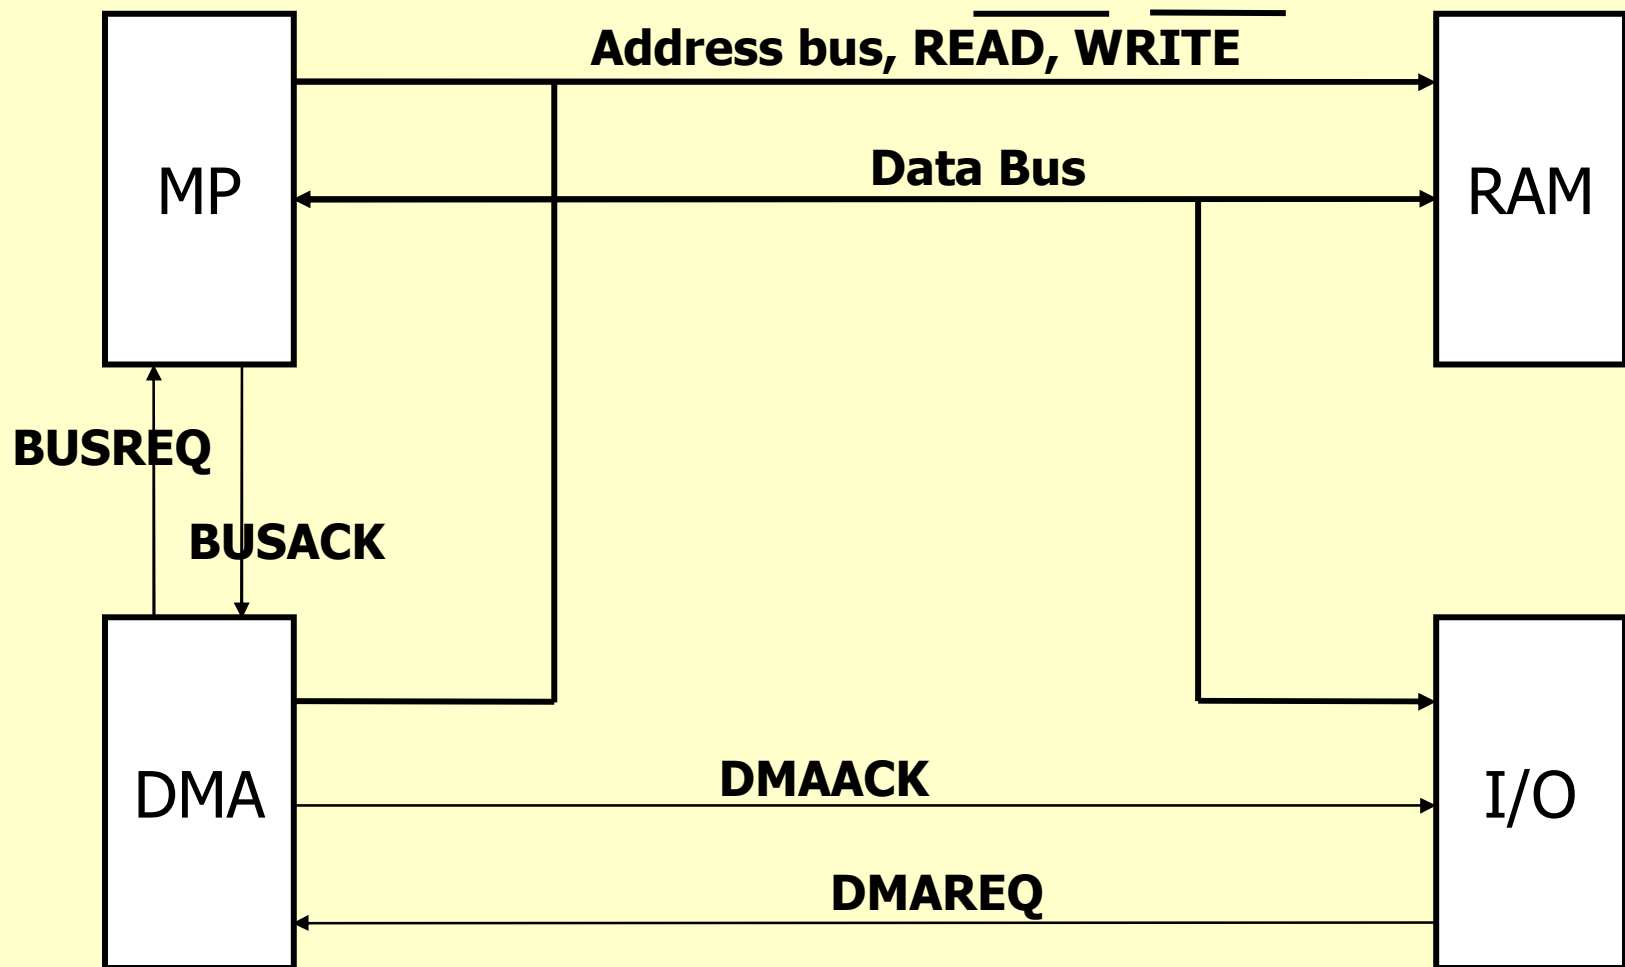 Address bus, READ, WRITE
Data Bus
MP
RAM
BUSREQ
BUSACK
DMA
DMAACK
I/O
DMAREQ